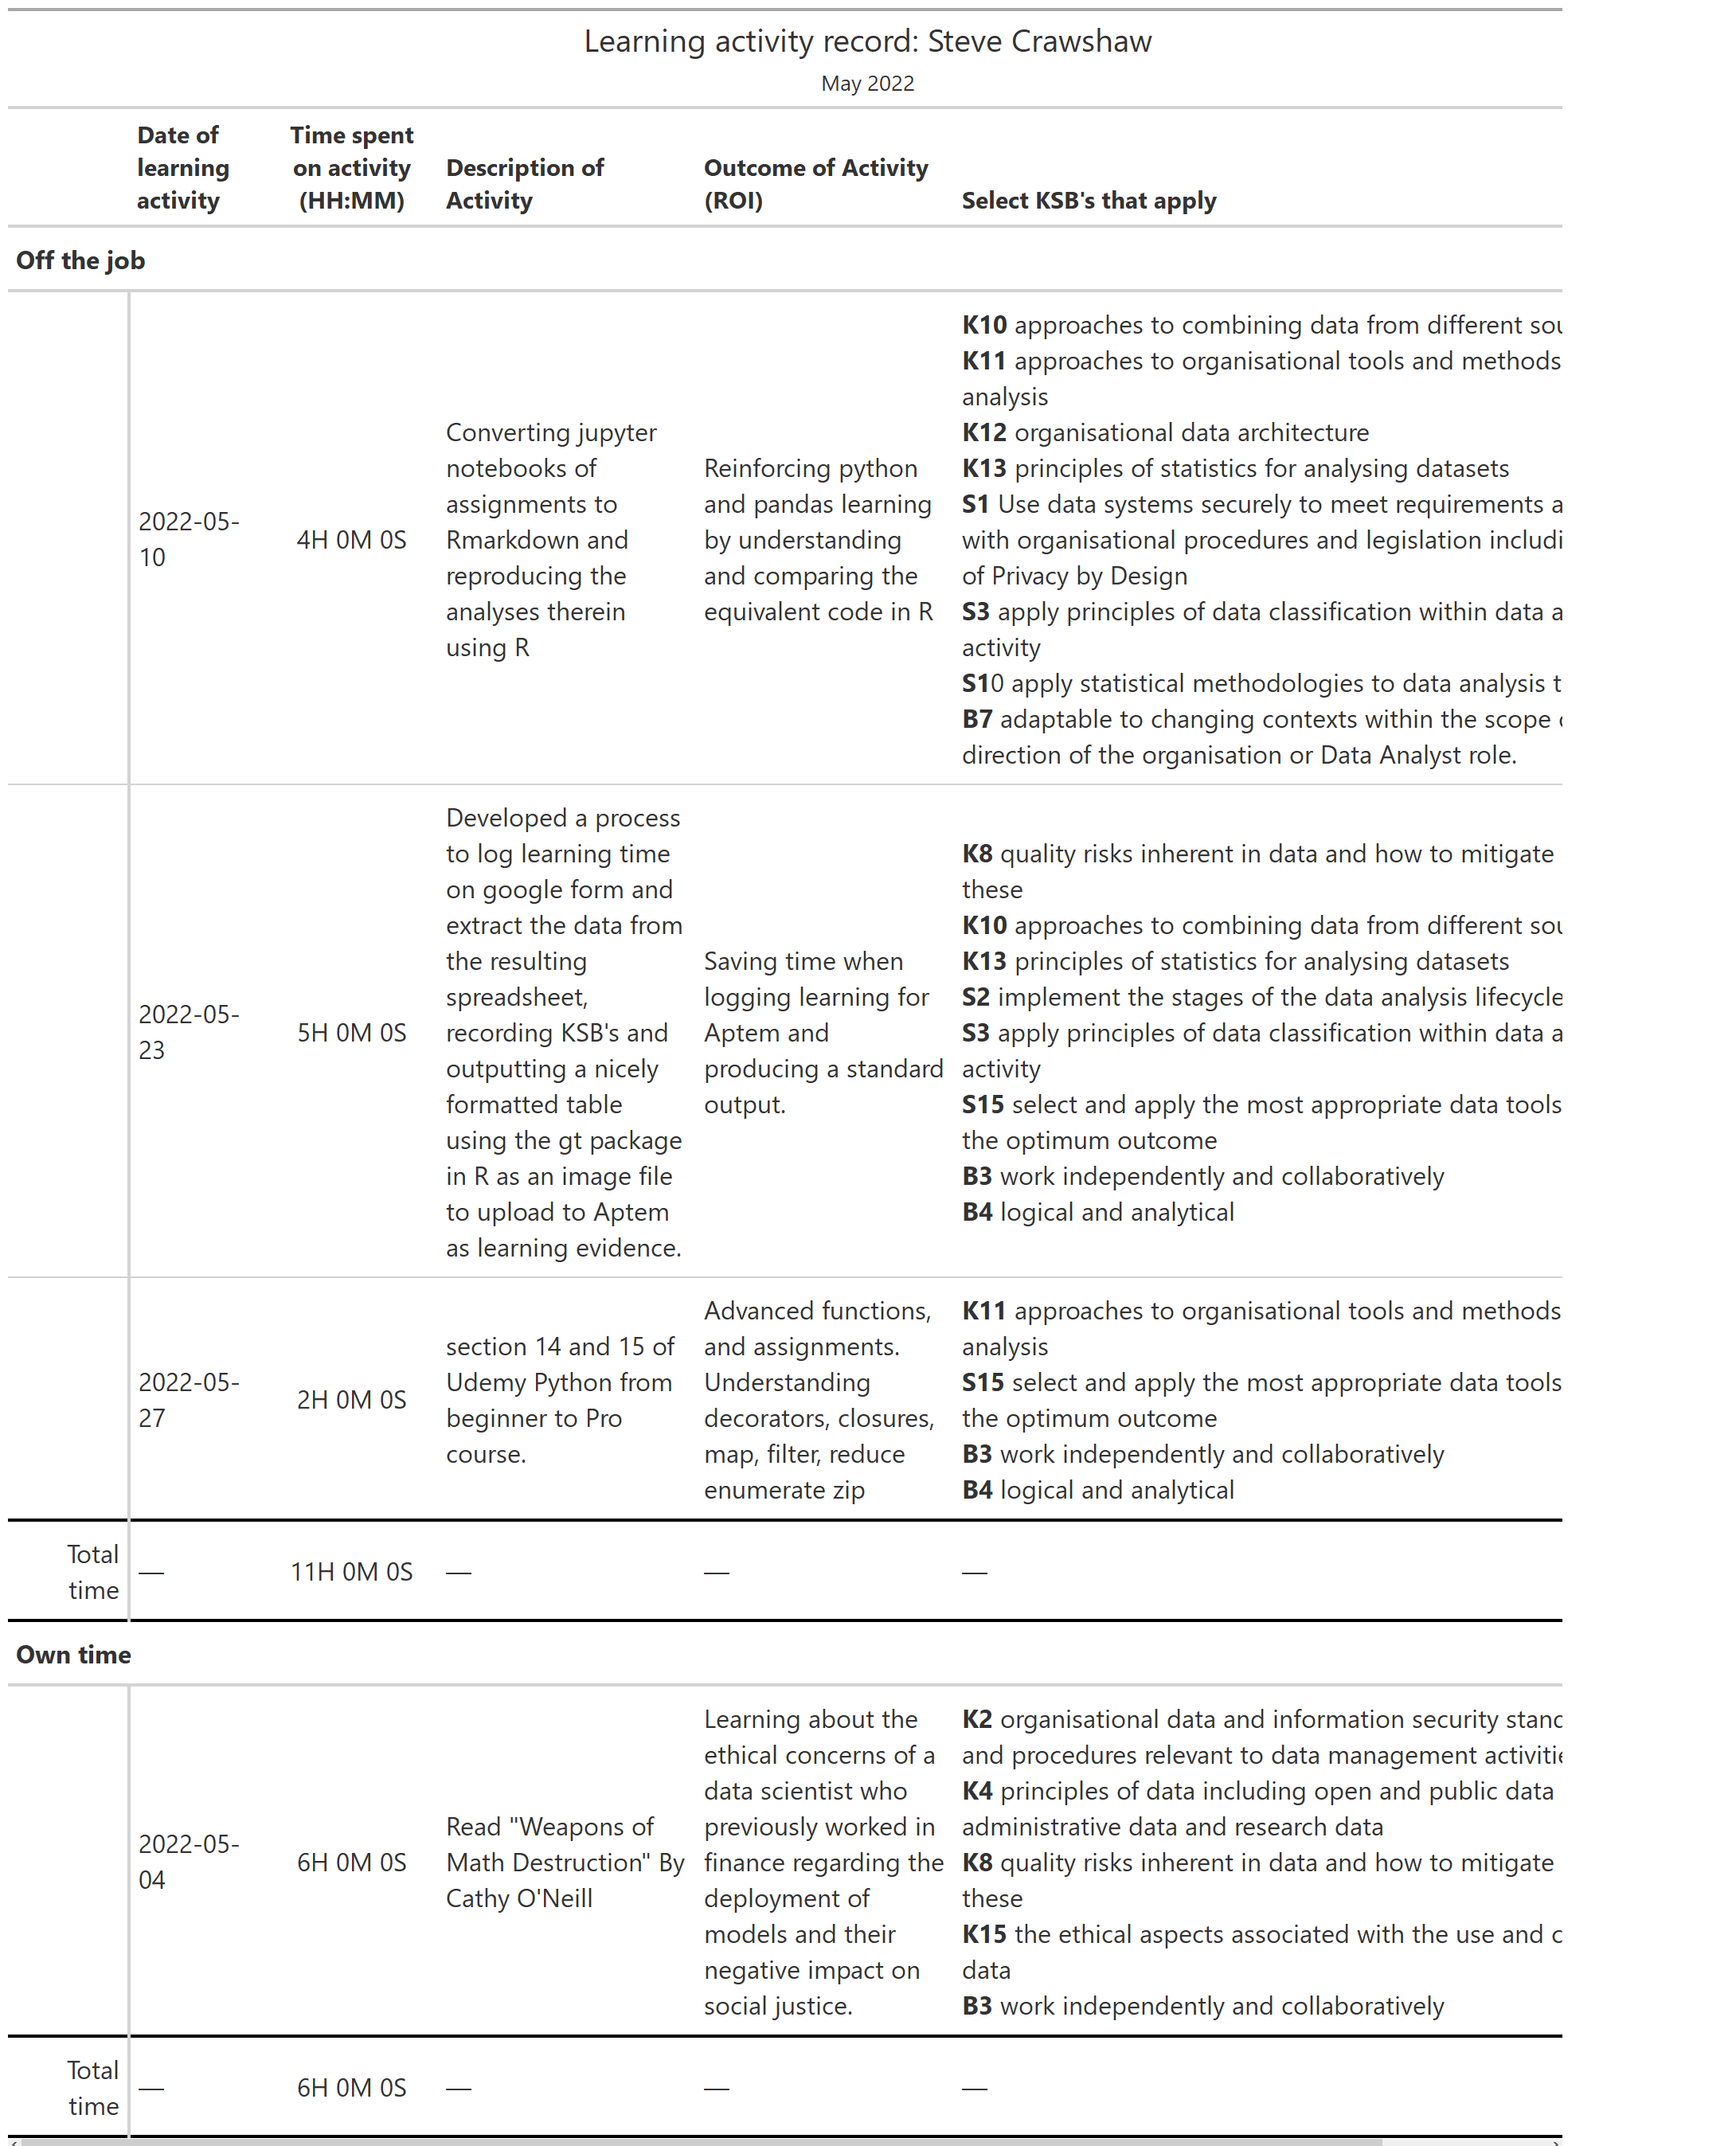 Learning activity record: Steve Crawshaw
May 2022
Date of learning activity
Time spent on activity (HH:MM)
Description of Activity
Outcome of Activity (ROI)
Select KSB's that apply
Off the job
2022-05-
10
4H 0M 0S
Converting jupyter
notebooks of
assignments to
Rmarkdown and
reproducing the
analyses therein
using R
Reinforcing python
and pandas learning
by understanding
and comparing the
equivalent code in R
K10 approaches to combining data from different
K11 approaches to organisational tools and methods
analysis
K12 organisational data architecture
K13 principles of statistics for analysing datasets
S1 Use data systems securely to meet requirements
with organisational procedures and legislation
of Privacy by Design
S3 apply principles of data classification within data
activity
S10 apply statistical methodologies to data analysis
B7 adaptable to changing contexts within the scope
direction of the organisation or Data Analyst role.
2022-05-
23
5H 0M 0S
Developed a process
to log learning time
on google form and
extract the data from
the resulting
spreadsheet,
recording KSB's and
outputting a nicely
formatted table
using the gt package
in R as an image file
to upload to Aptem
as learning evidence.
Saving time when
logging learning for
Aptem and
producing a standard
output.
K8 quality risks inherent in data and how to mitigate
these
K10 approaches to combining data from different
K13 principles of statistics for analysing datasets
S2 implement the stages of the data analysis lifecycle
S3 apply principles of data classification within data
activity
S15 select and apply the most appropriate data tools
the optimum outcome
B3 work independently and collaboratively
B4 logical and analytical
2022-05-
27
2H 0M 0S
section 14 and 15 of
Udemy Python from
beginner to Pro
course.
Advanced functions,
and assignments.
Understanding
decorators, closures,
map, filter, reduce
enumerate zip
K11 approaches to organisational tools and methods
analysis
S15 select and apply the most appropriate data tools
the optimum outcome
B3 work independently and collaboratively
B4 logical and analytical
Total
time
—
11H 0M 0S
—
—
—
Own time
2022-05-
04
6H 0M 0S
Read "Weapons of
Math Destruction" By
Cathy O'Neill
Learning about the
ethical concerns of a
data scientist who
previously worked in
finance regarding the
deployment of
models and their
negative impact on
social justice.
K2 organisational data and information security
and procedures relevant to data management
K4 principles of data including open and public data
administrative data and research data
K8 quality risks inherent in data and how to mitigate
these
K15 the ethical aspects associated with the use and
data
B3 work independently and collaboratively
Total
time
—
6H 0M 0S
—
—
—